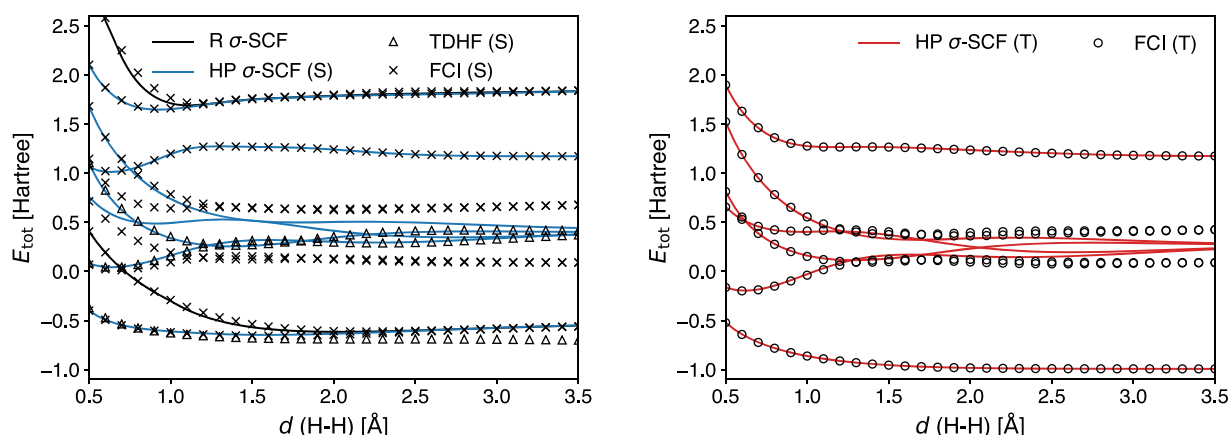 2.5
2.0
1.5
1.0
0.5
0.0
−0.5
−1.0
E_tot [Hartree]
R σ-SCF
HP σ-SCF (S)
TDHF (S)
FCI (S)
0.5 1.0 1.5 2.0 2.5 3.0 3.5
d (H-H) [Å]
2.5
2.0
1.5
1.0
0.5
0.0
−0.5
−1.0
E_tot [Hartree]
HP σ-SCF (T)
FCI (T)
0.5 1.0 1.5 2.0 2.5 3.0 3.5
d (H-H) [Å]